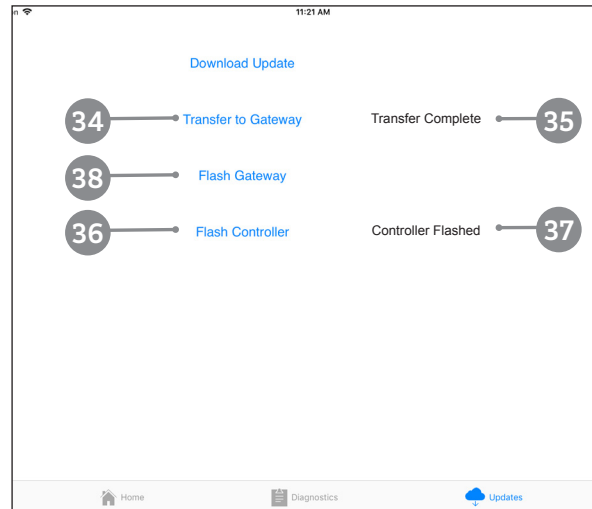 n 11:21 AM
Download Update
34 Transfer to Gateway Transfer Complete 35
38 Flash Gateway
36 Flash Controller Controller Flashed 37
Home Diagnostics Updates